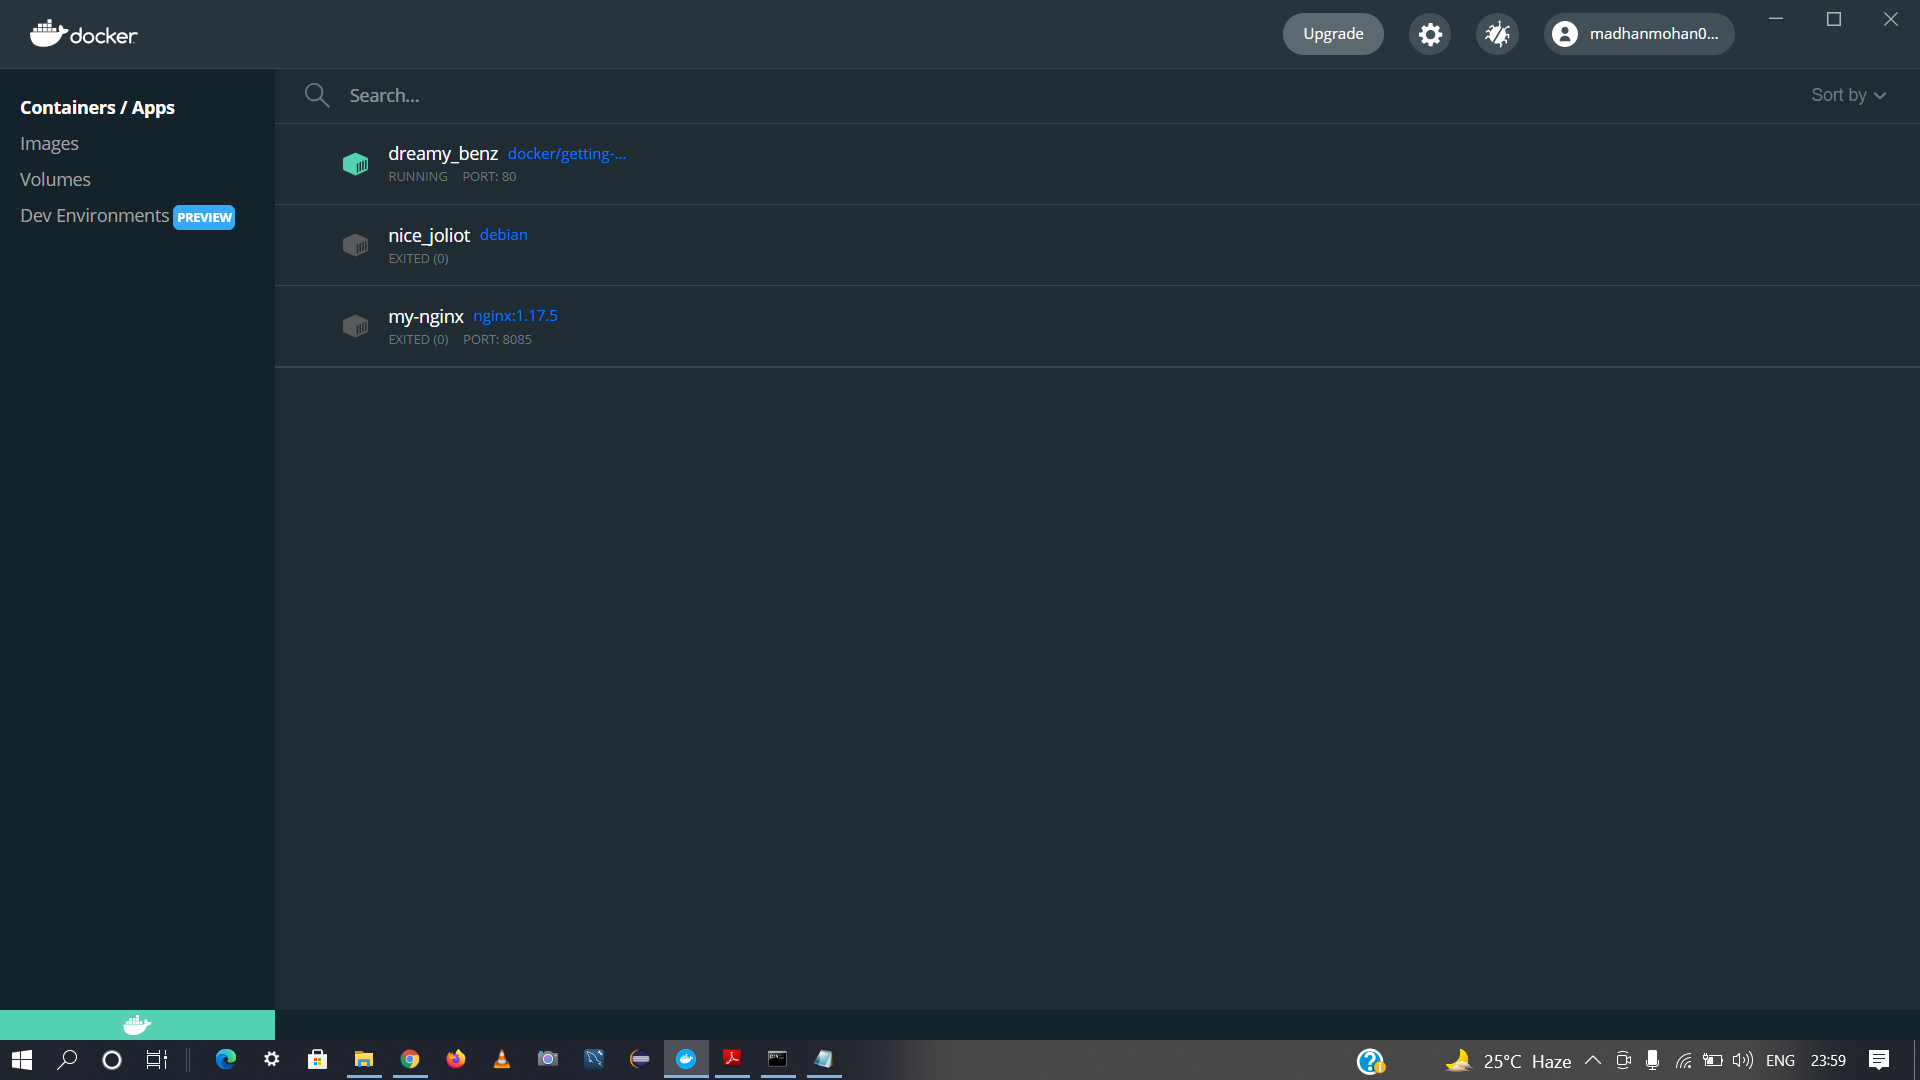 docker
Upgrade
madhanmohan0...
Containers / Apps
Images
Volumes
Dev Environments PREVIEW
Search...
Sort by
dreamy_benz docker/getting-...
RUNNING PORT: 80
nice_joliot debian
EXITED (0)
my-nginx nginx:1.17.5
EXITED (0) PORT: 8085
25°C Haze ENG 23:59